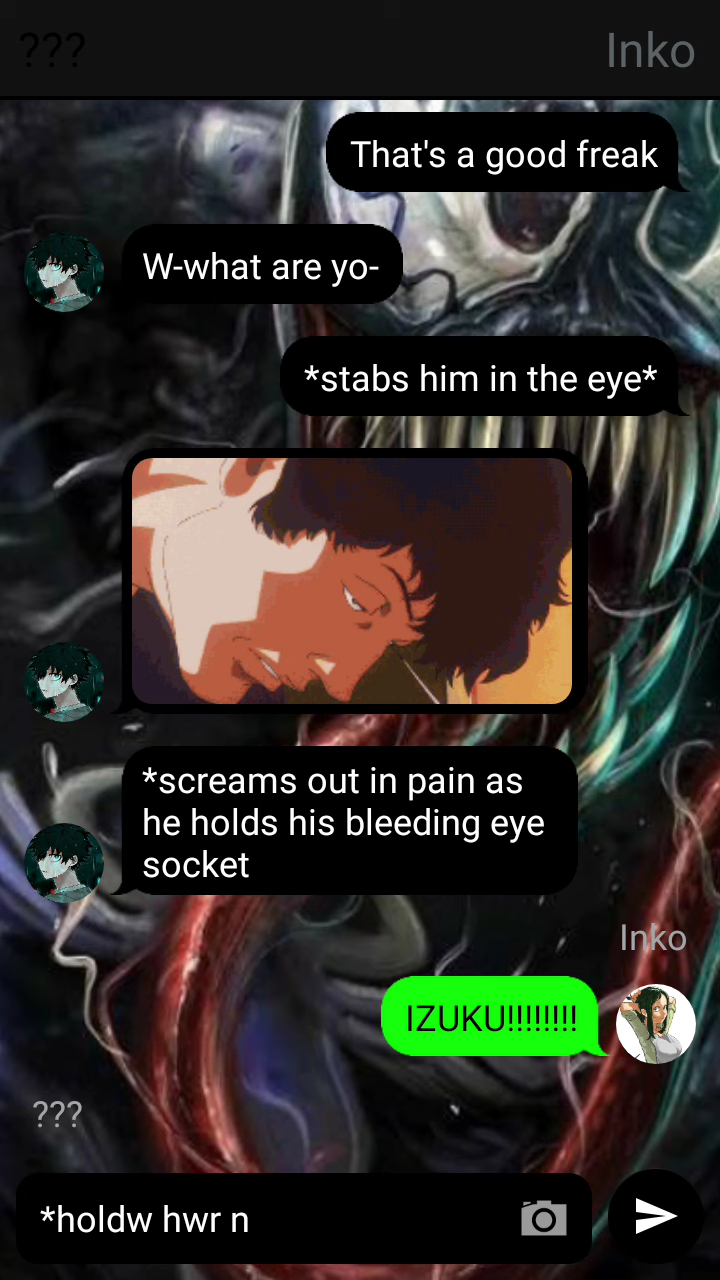 ???
Inko
That's a good freak
W-what are yo-
*stabs him in the eye*
*screams out in pain as
he holds his bleeding eye
socket
Inko
IZUKU!!!!!!!!
???
*holdw hwr n